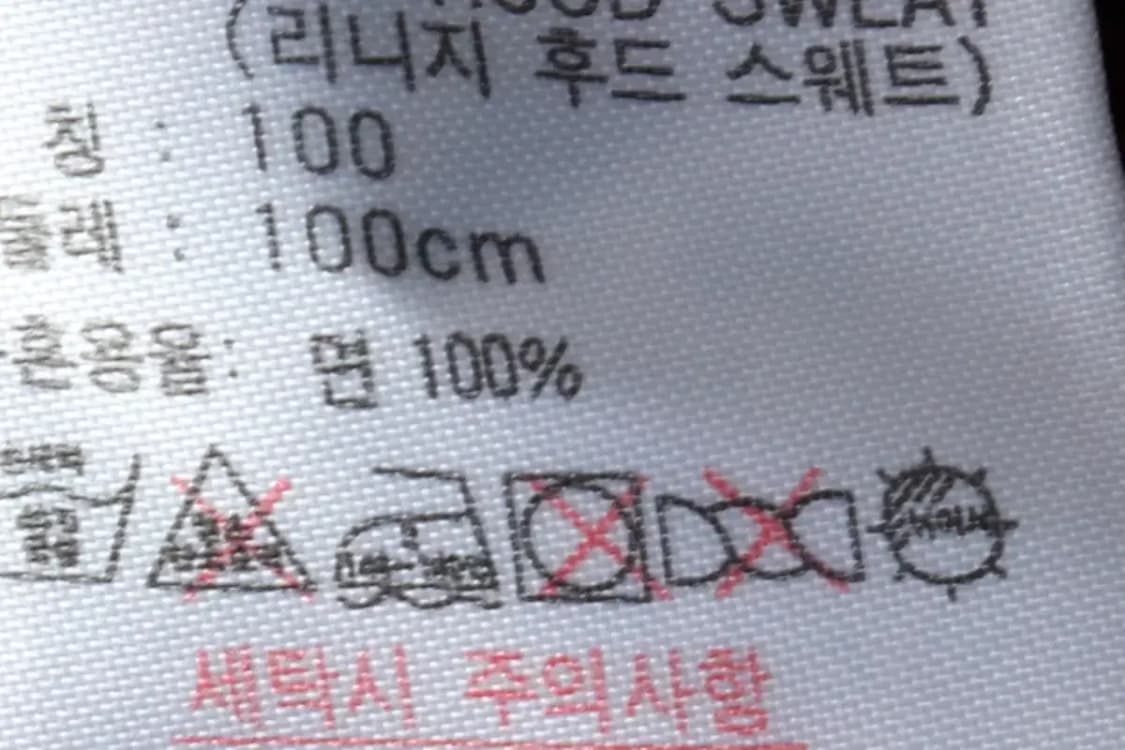 SWEAT
(리니지 후드 스웨트)
칭 : 100
둘레 : 100cm
혼용율: 면 100%
세탁시 주의사항